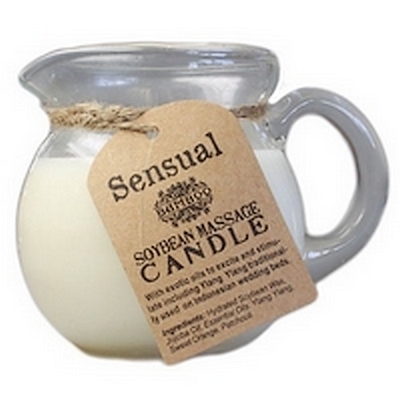 Sensual
BAMBOO
SOYBEAN MASSAGE
CANDLE
With exotic oils to excite and stimu-
late including Ylang Ylang traditional-
ly used on Indonesian wedding beds.
Ingredients: Hydrated Soybean Wax,
Jojoba Oil, Essential Oils: Ylang Ylang,
Sweet Orange, Patchouli